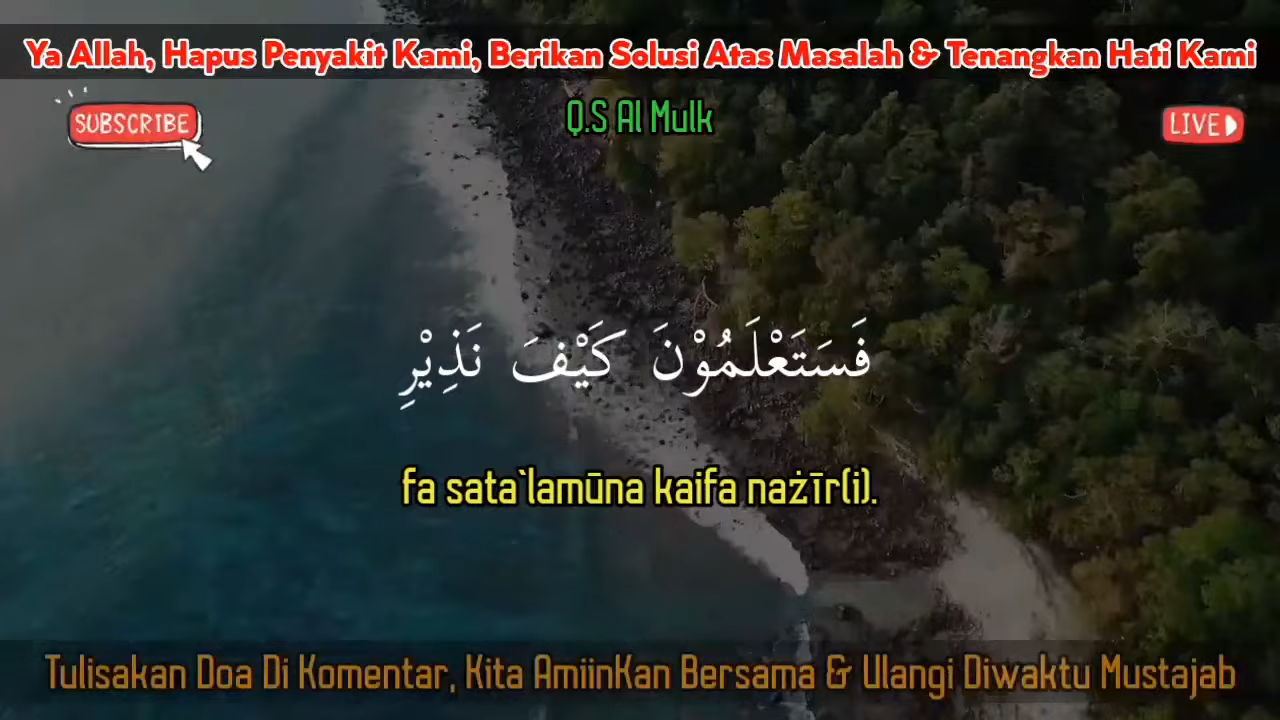 Ya Allah, Hapus Penyakit Kami, Berikan Solusi Atas Masalah & Tenangkan Hati Kami
SUBSCRIBE
Q.S Al Mulk
LIVE
فَسَتَعْلَمُوْنَ كَيْفَ نَذِيْرِ
fa sata`lamūna kaifa nażīr(i).
Tulisakan Doa Di Komentar, Kita AmiinKan Bersama & Ulangi Diwaktu Mustajab